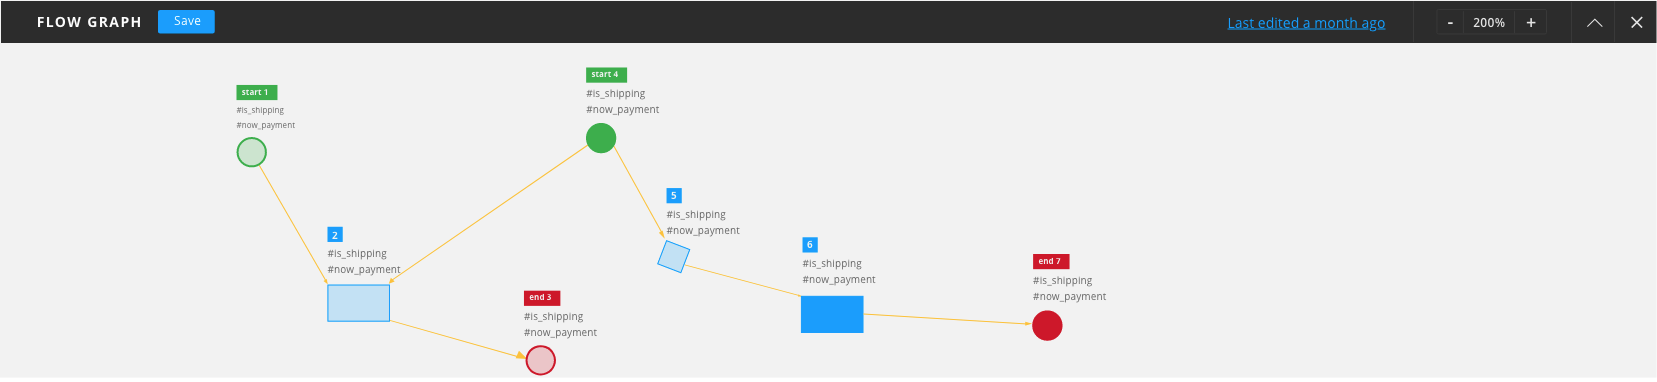 FLOW GRAPH
Save
Last edited a month ago
-
200%
+
start 1
#is_shipping
#now_payment
start 4
#is_shipping
#now_payment
5
#is_shipping
#now_payment
2
#is_shipping
#now_payment
6
#is_shipping
#now_payment
end 7
#is_shipping
#now_payment
end 3
#is_shipping
#now_payment